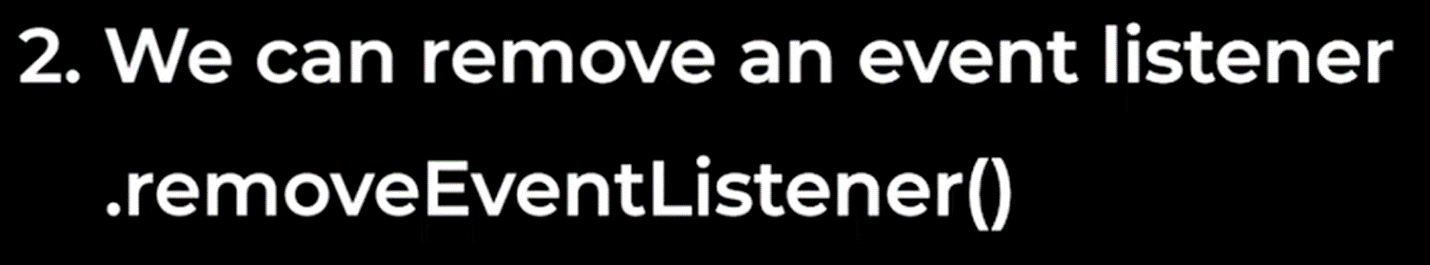 2. We can remove an event listener
.removeEventListener()